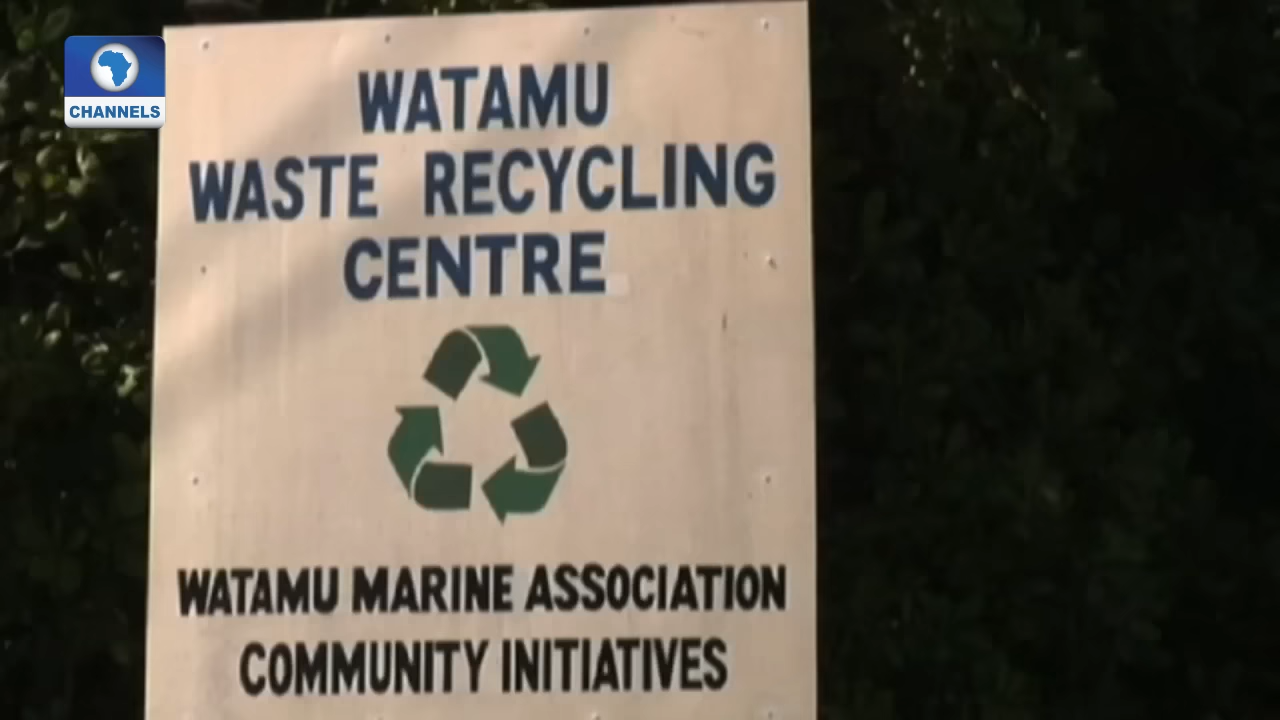 CHANNELS
WATAMU
WASTE RECYCLING
CENTRE
WATAMU MARINE ASSOCIATION
COMMUNITY INITIATIVES